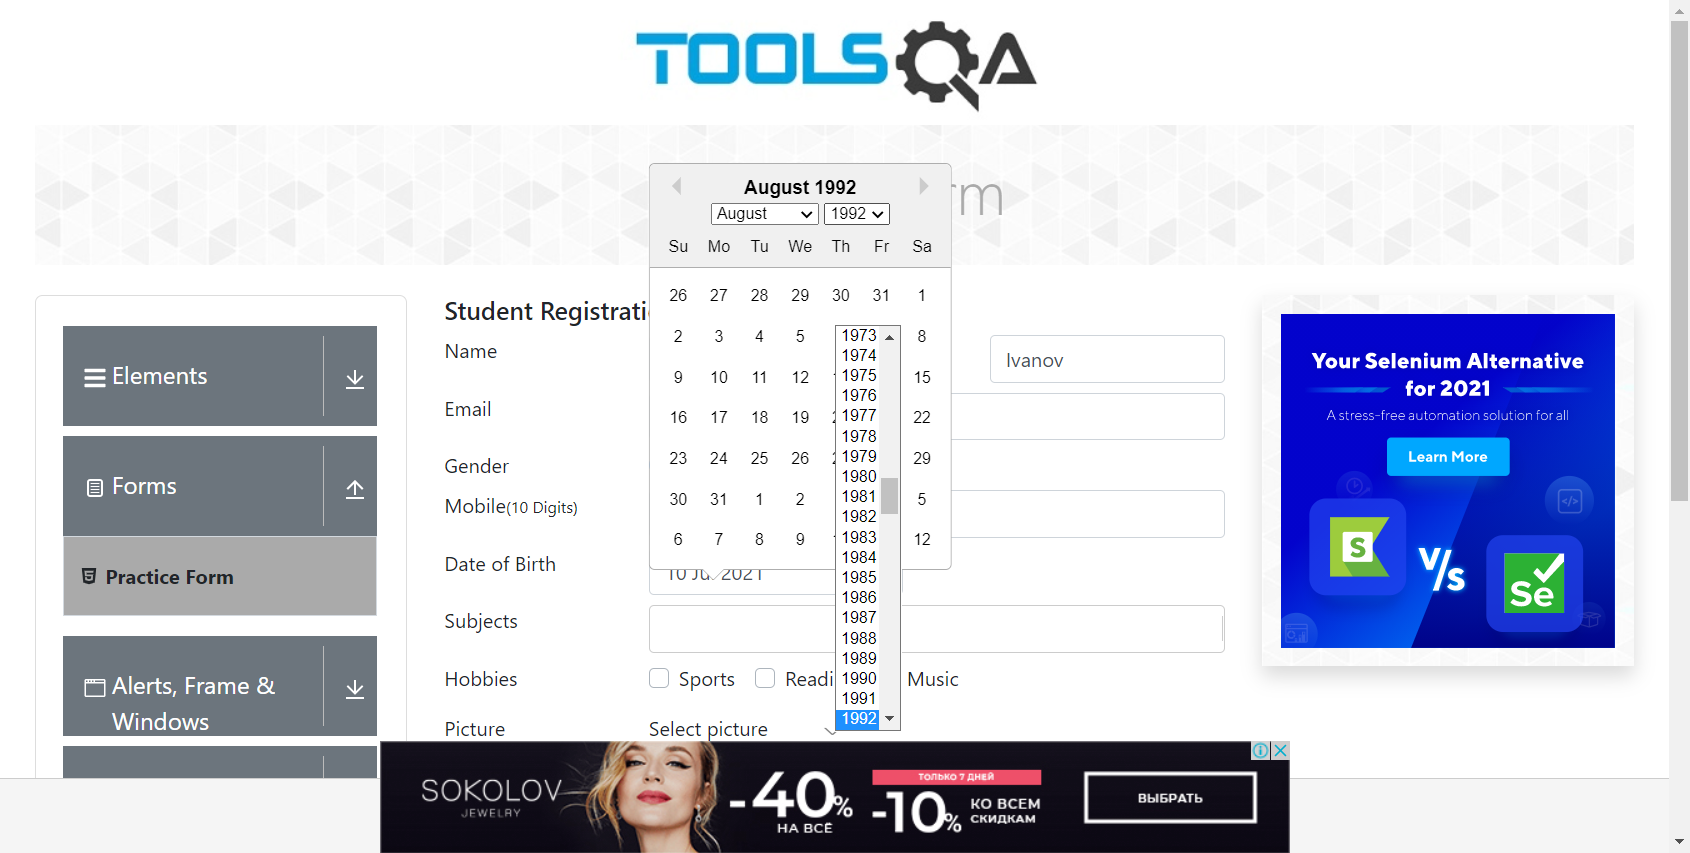 TOOLSQA
rm
August 1992
August 1992
Su Mo Tu We Th Fr Sa
26 27 28 29 30 31 1
2 3 4 5 8
9 10 11 12 15
16 17 18 19 22
23 24 25 26 29
30 31 1 2 5
6 7 8 9 12
1973
1974
1975
1976
1977
1978
1979
1980
1981
1982
1983
1984
1985
1986
1987
1988
1989
1990
1991
1992
Elements
Forms
Practice Form
Alerts, Frame &
Windows
Student Registrati
Name
Ivanov
Email
Gender
Mobile(10 Digits)
Date of Birth
10 Ju 2021
Subjects
Hobbies
Sports Readi Music
Picture
Select picture
Your Selenium Alternative
for 2021
A stress-free automation solution for all
Learn More
S
V/s
Se
SOKOLOV
JEWELRY
-40%
НА ВСЁ
ТОЛЬКО 7 ДНЕЙ
-10%
КО ВСЕМ
СКИДКАМ
ВЫБРАТЬ